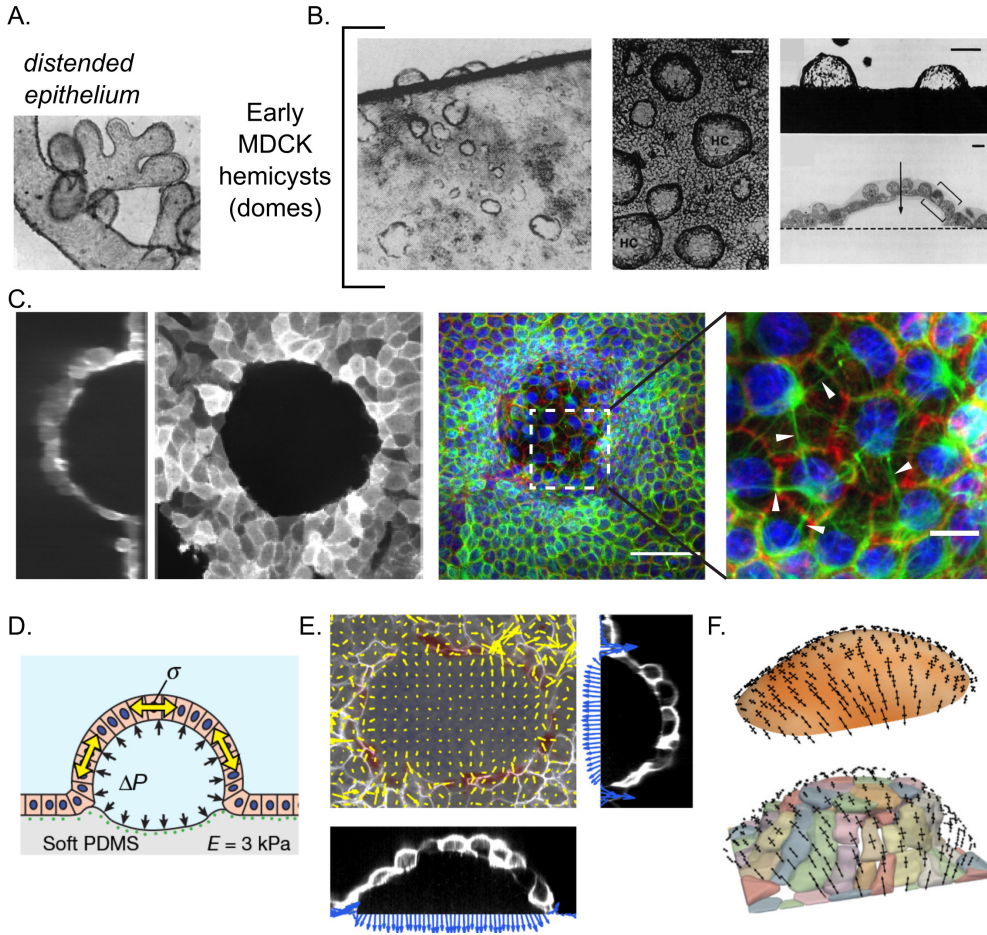 A.
distended
epithelium
B.
Early
MDCK
hemicysts
(domes)
HC
M
HC
C.
D.
σ
ΔP
Soft PDMS
E = 3 kPa
E.
F.